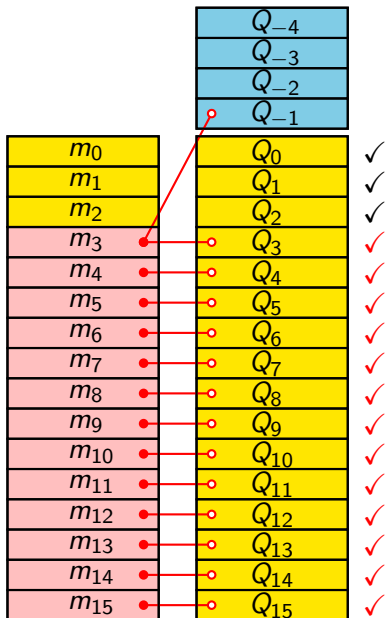 Q₋₄
Q₋₃
Q₋₂
Q₋₁
m₀ Q₀ ✓
m₁ Q₁ ✓
m₂ Q₂ ✓
m₃ Q₃ ✓
m₄ Q₄ ✓
m₅ Q₅ ✓
m₆ Q₆ ✓
m₇ Q₇ ✓
m₈ Q₈ ✓
m₉ Q₉ ✓
m₁₀ Q₁₀ ✓
m₁₁ Q₁₁ ✓
m₁₂ Q₁₂ ✓
m₁₃ Q₁₃ ✓
m₁₄ Q₁₄ ✓
m₁₅ Q₁₅ ✓